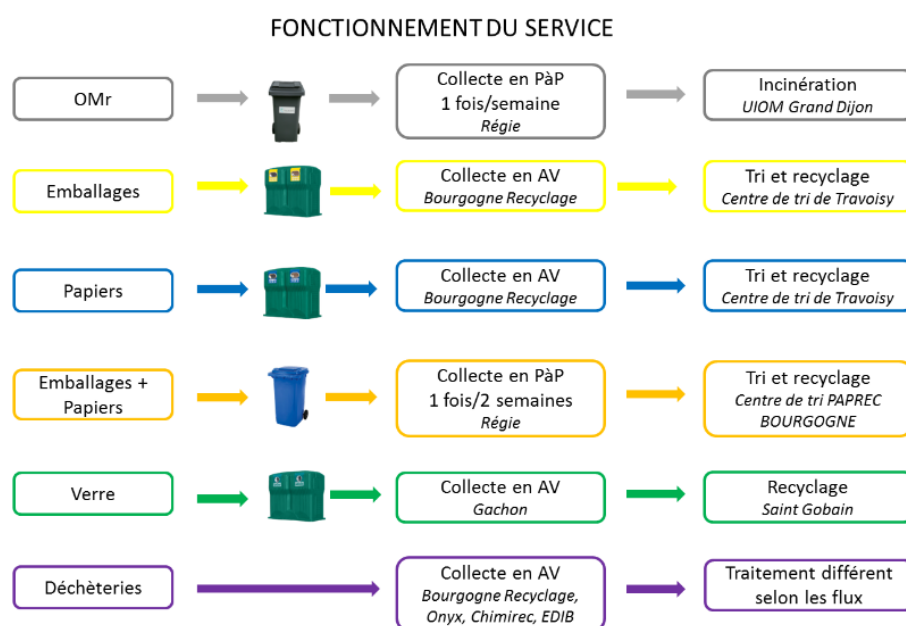 FONCTIONNEMENT DU SERVICE
OMr
Collecte en PàP
1 fois/semaine
Régie
Incinération
UIOM Grand Dijon
Emballages
Collecte en AV
Bourgogne Recyclage
Tri et recyclage
Centre de tri de Travoisy
Papiers
Collecte en AV
Bourgogne Recyclage
Tri et recyclage
Centre de tri de Travoisy
Emballages +
Papiers
Collecte en PàP
1 fois/2 semaines
Régie
Tri et recyclage
Centre de tri PAPREC
BOURGOGNE
Verre
Collecte en AV
Gachon
Recyclage
Saint Gobain
Déchèteries
Collecte en AV
Bourgogne Recyclage,
Onyx, Chimirec, EDIB
Traitement différent
selon les flux